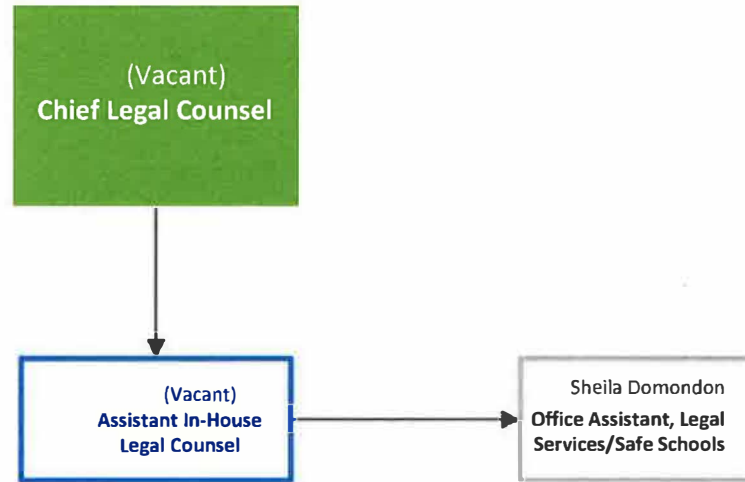 (Vacant)
Chief Legal Counsel
(Vacant)
Assistant In-House
Legal Counsel
Sheila Domondon
Office Assistant, Legal
Services/Safe Schools